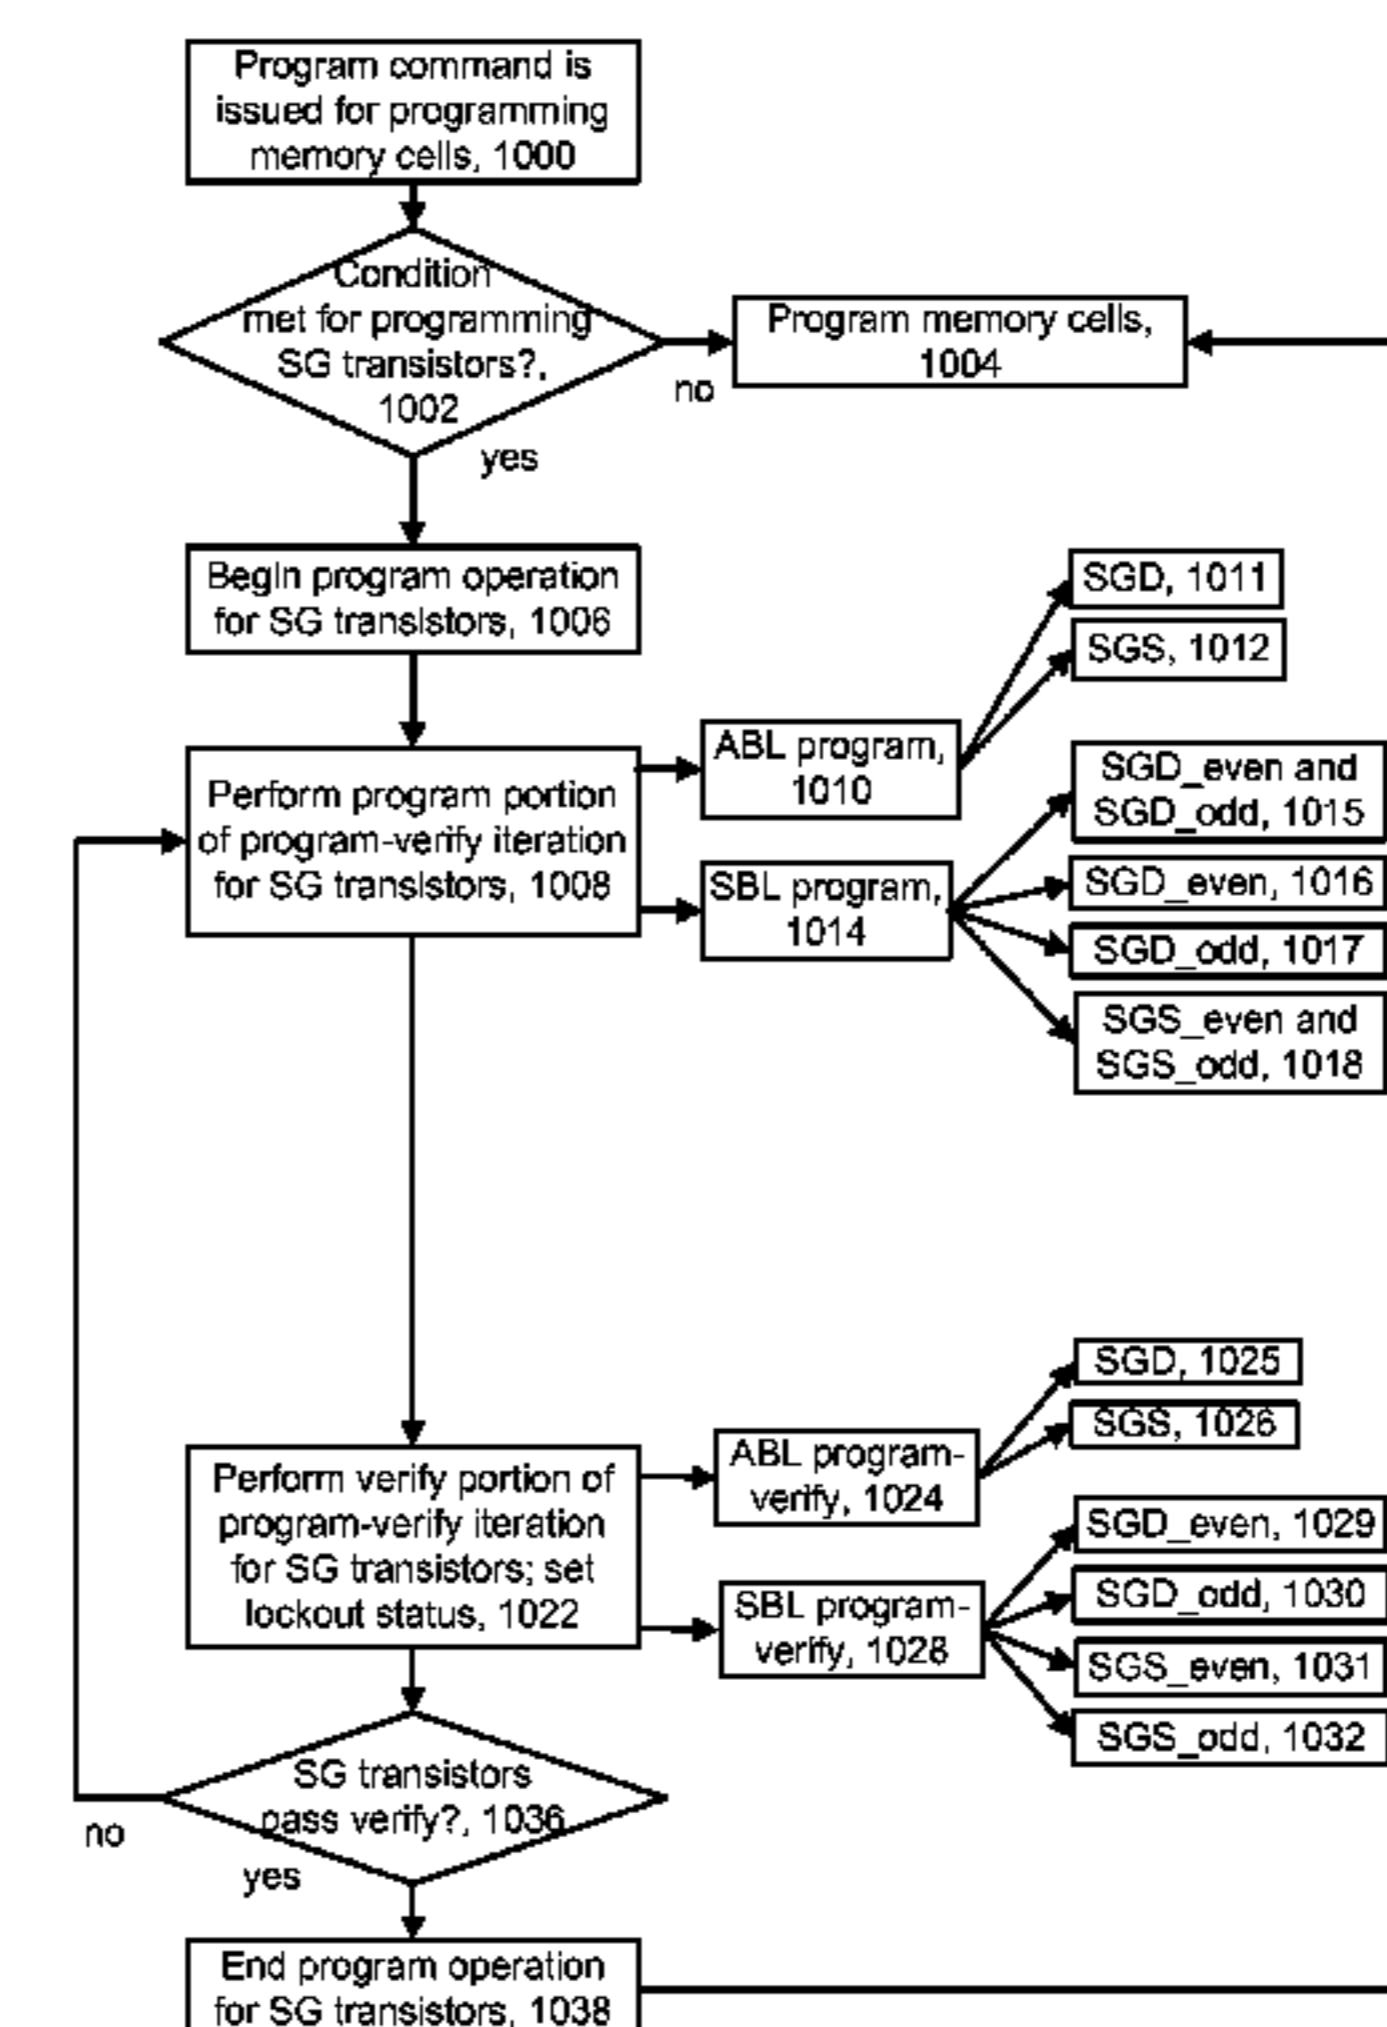 Program command is
issued for programming
memory cells, 1000
Condition
met for programming
SG transistors?,
1002
no
yes
Program memory cells,
1004
Begin program operation
for SG transistors, 1006
SGD, 1011
SGS, 1012
ABL program,
1010
Perform program portion
of program-verify iteration
for SG transistors, 1008
SBL program,
1014
SGD_even and
SGD_odd, 1015
SGD_even, 1016
SGD_odd, 1017
SGS_even and
SGS_odd, 1018
SGD, 1025
SGS, 1026
ABL program-
verify, 1024
Perform verify portion of
program-verify iteration
for SG transistors; set
lockout status, 1022
SBL program-
verify, 1028
SGD_even, 1029
SGD_odd, 1030
SGS_even, 1031
SGS_odd, 1032
SG transistors
pass verify?, 1036
no
yes
End program operation
for SG transistors, 1038